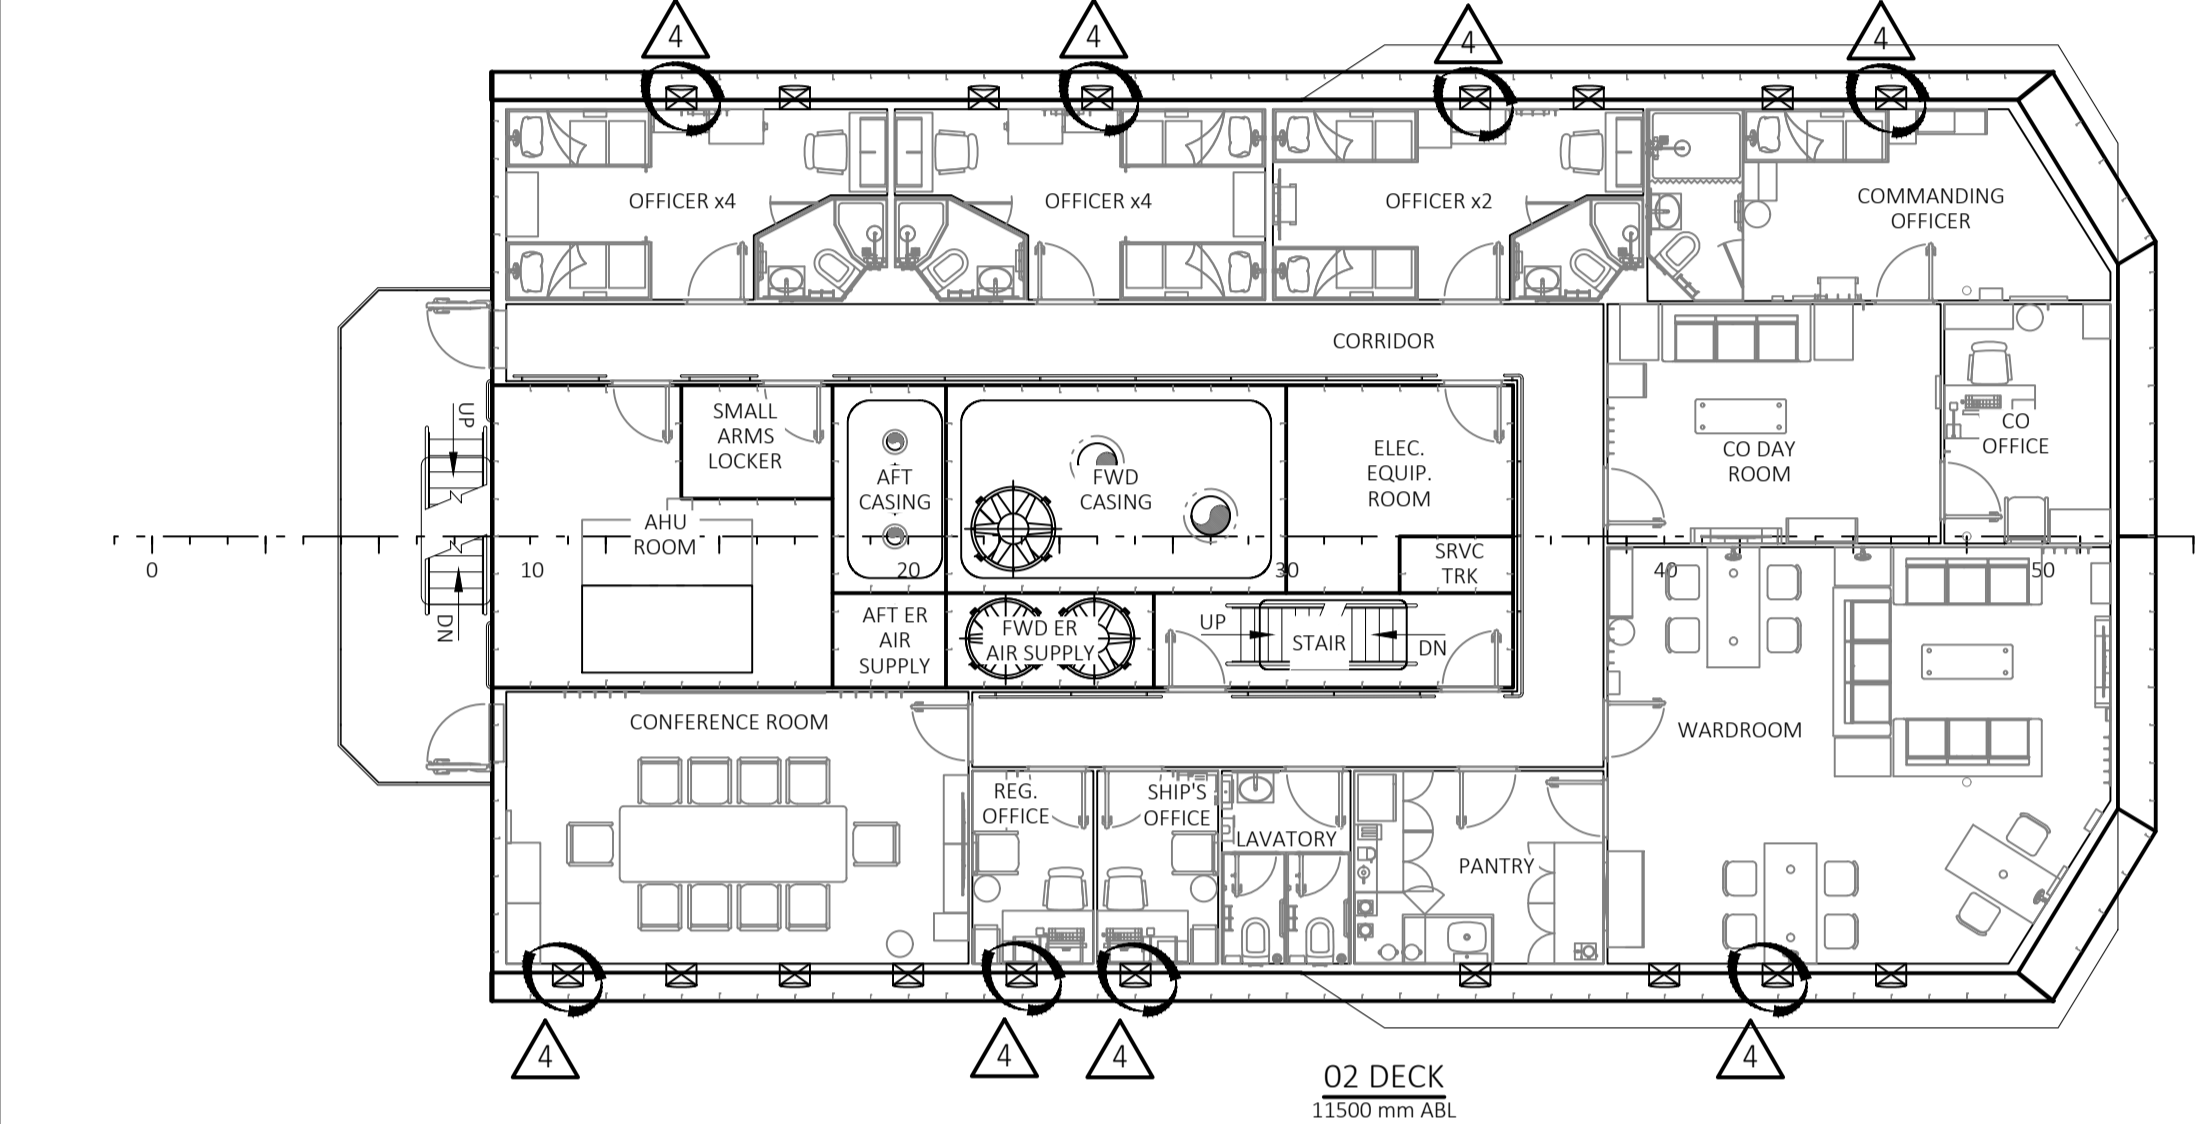 4
4
4
4
OFFICER x4
OFFICER x4
OFFICER x2
COMMANDING
OFFICER
CORRIDOR
UP
DN
SMALL
ARMS
LOCKER
AHU
ROOM
AFT
CASING
FWD
CASING
ELEC.
EQUIP.
ROOM
SRVC
TRK
CO DAY
ROOM
CO
OFFICE
0
10
20
30
40
50
AFT ER
AIR
SUPPLY
FWD ER
AIR SUPPLY
UP
STAIR
DN
CONFERENCE ROOM
WARDROOM
REG.
OFFICE
SHIP'S
OFFICE
LAVATORY
PANTRY
4
4
4
4
02 DECK
11500 mm ABL